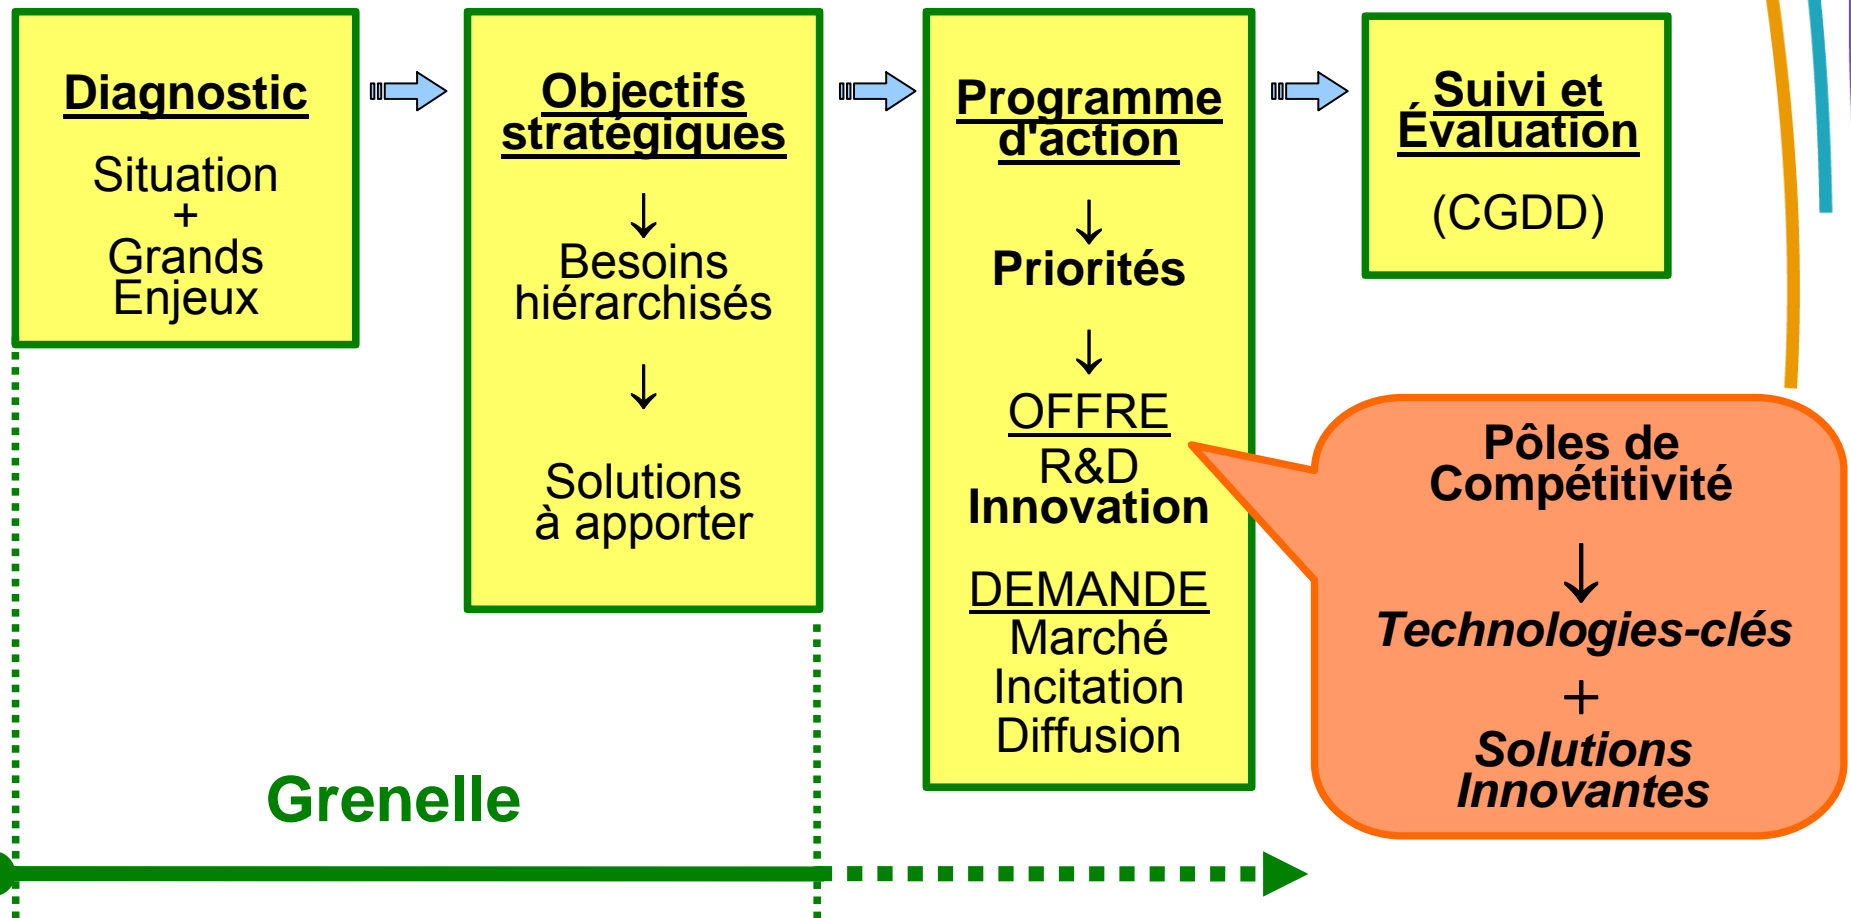 Diagnostic
Situation
+
Grands
Enjeux
Objectifs
stratégiques
↓
Besoins
hiérarchisés
↓
Solutions
à apporter
Programme
d'action
↓
Priorités
↓
OFFRE
R&D
Innovation
DEMANDE
Marché
Incitation
Diffusion
Suivi et
Évaluation
(CGDD)
Pôles de
Compétitivité
↓
Technologies-clés
+
Solutions
Innovantes
Grenelle